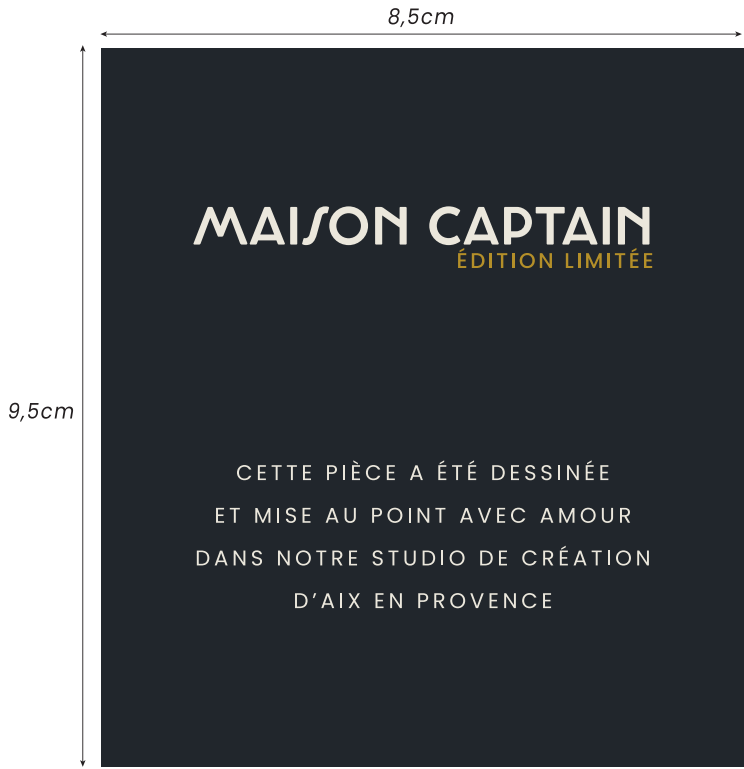 8,5cm
MAISON CAPTAIN
ÉDITION LIMITÉE
9,5cm
CETTE PIÈCE A ÉTÉ DESSINÉE
ET MISE AU POINT AVEC AMOUR
DANS NOTRE STUDIO DE CRÉATION
D’AIX EN PROVENCE